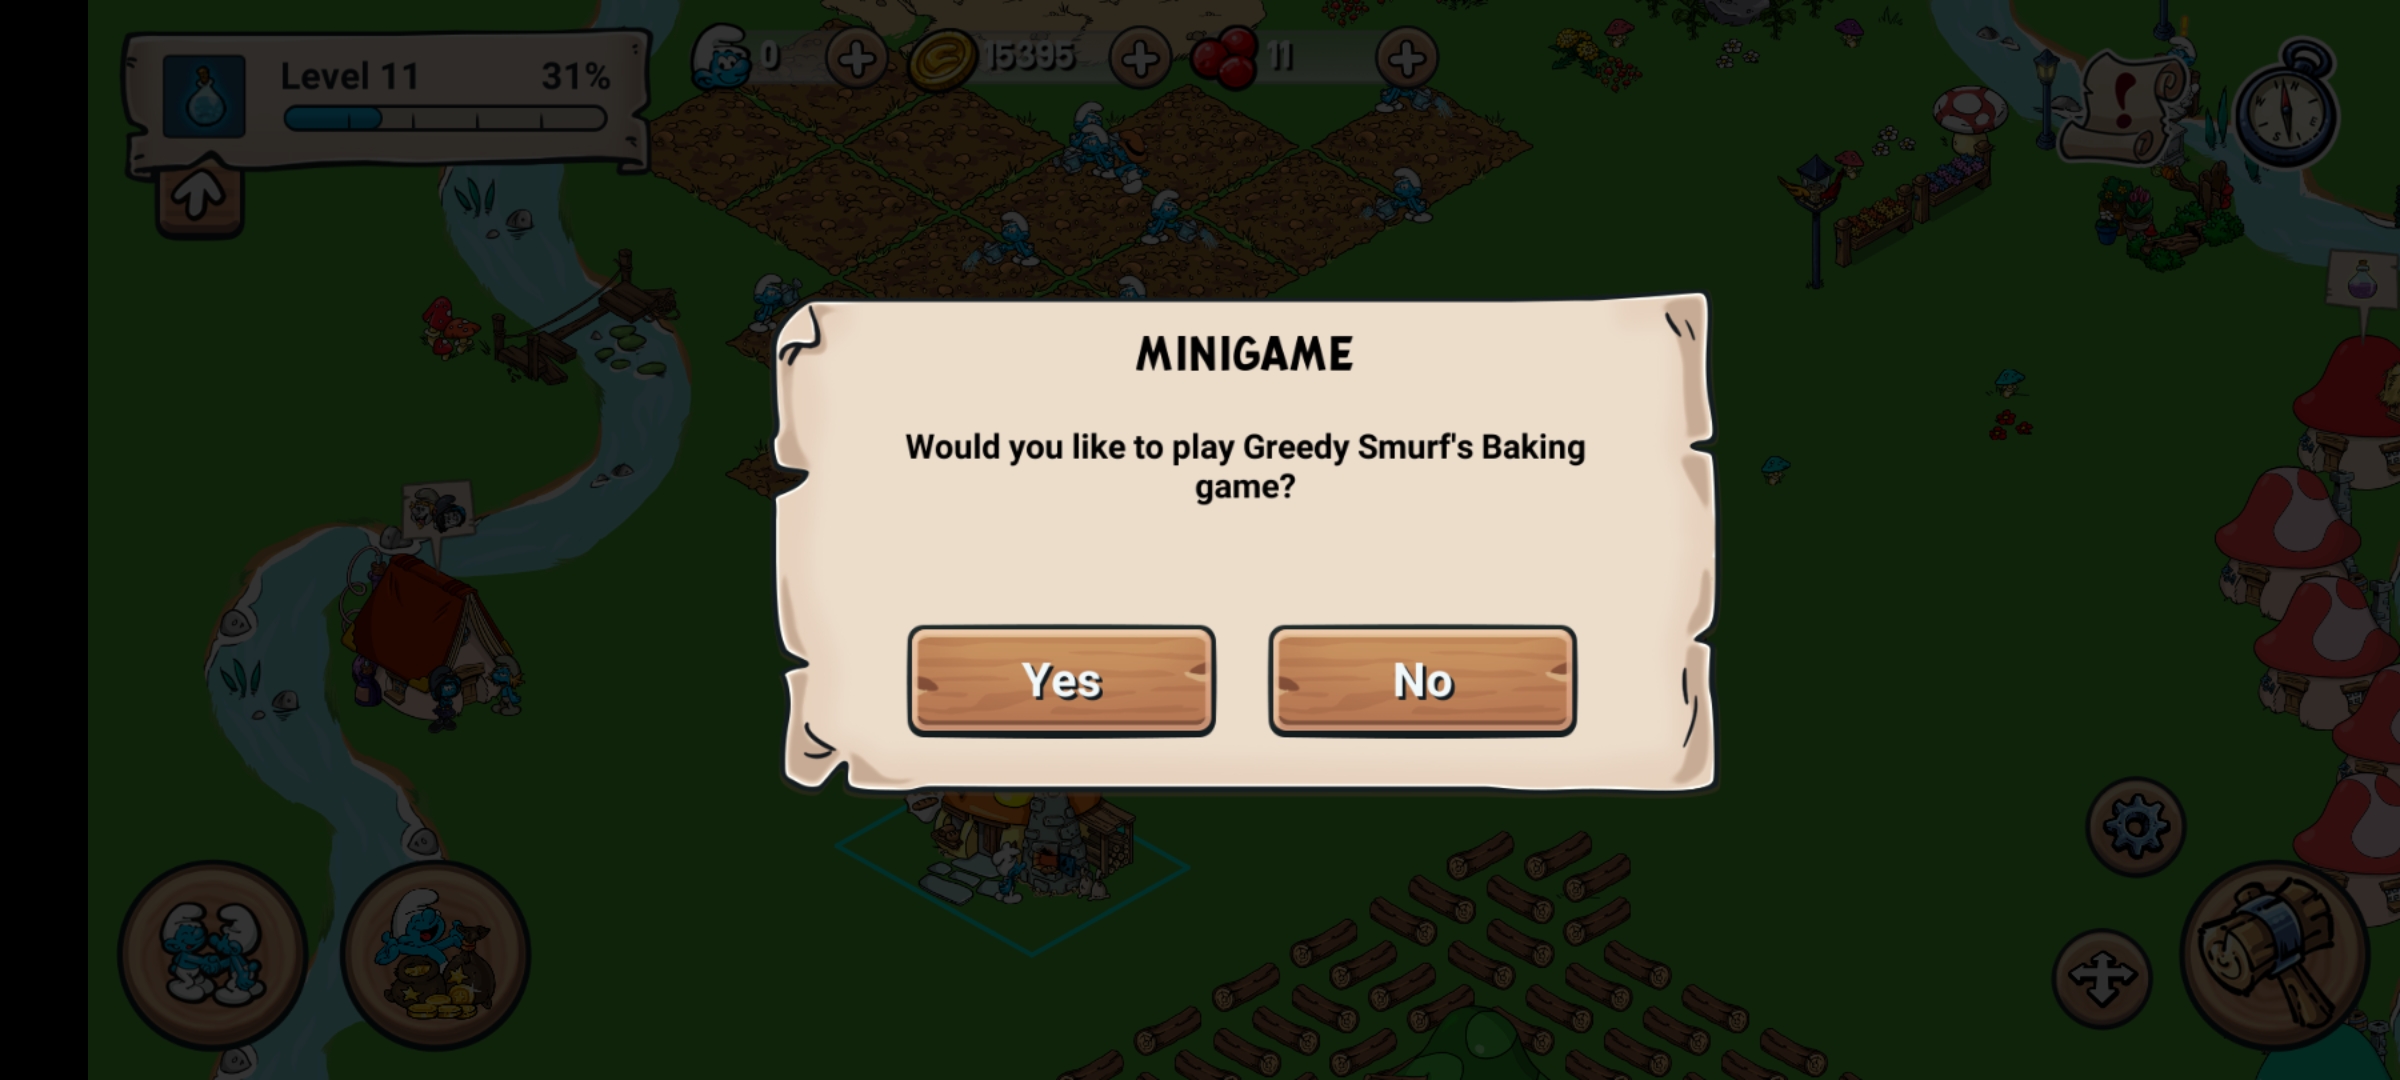 Level 11 31%
0 15395 11
MINIGAME
Would you like to play Greedy Smurf's Baking
game?
Yes No